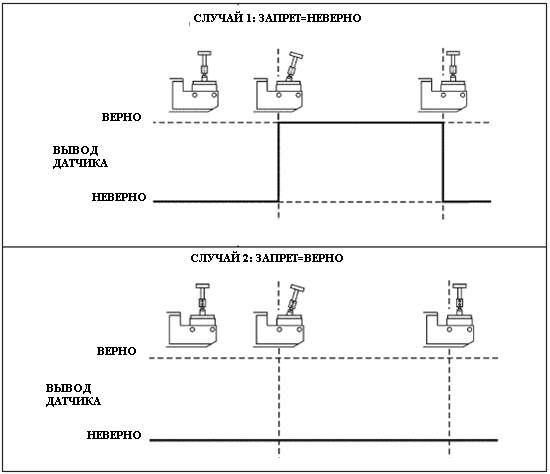 СЛУЧАЙ 1: ЗАПРЕТ=НЕВЕРНО
ВЕРНО
ВЫВОД
ДАТЧИКА
НЕВЕРНО
СЛУЧАЙ 2: ЗАПРЕТ=ВЕРНО
ВЕРНО
ВЫВОД
ДАТЧИКА
НЕВЕРНО